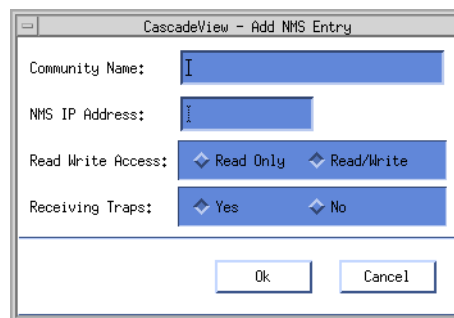 CascadeView - Add NMS Entry
Community Name:
NMS IP Address:
Read Write Access: Read Only Read/Write
Receiving Traps: Yes No
Ok Cancel